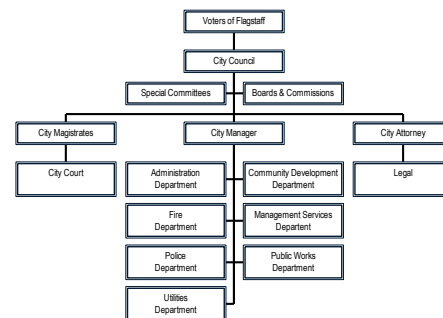 Voters of Flagstaff
City Council
Special Committees
Boards & Commissions
City Magistrates
City Manager
City Attorney
City Court
Administration
Department
Community Development
Department
Legal
Fire
Department
Management Services
Departent
Police
Department
Public Works
Department
Utilities
Department